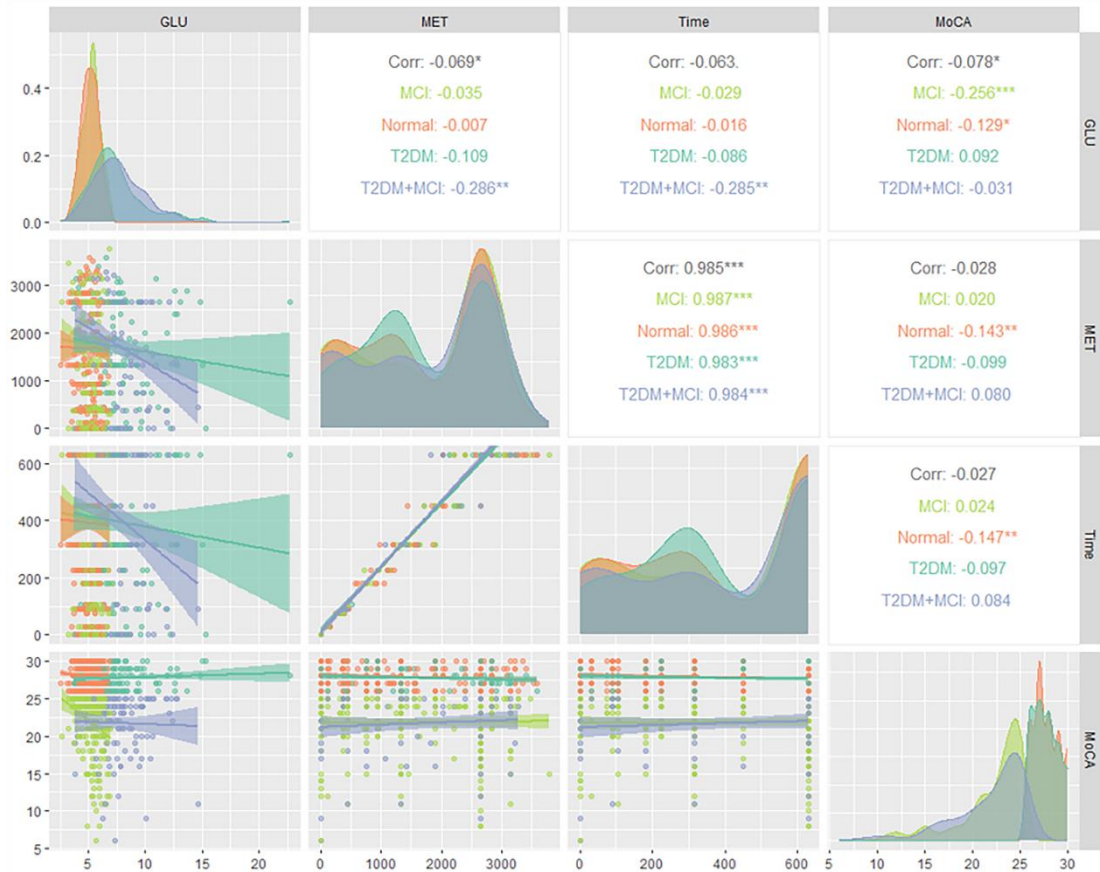 GLU MET Time MoCA
Corr: -0.069* Corr: -0.063. Corr: -0.078*
MCI: -0.035 MCI: -0.029 MCI: -0.256***
Normal: -0.007 Normal: -0.016 Normal: -0.129*
T2DM: -0.109 T2DM: -0.086 T2DM: 0.092
T2DM+MCI: -0.286** T2DM+MCI: -0.285** T2DM+MCI: -0.031
GLU
0.4
0.2
0.0
Corr: 0.985*** Corr: -0.028
MCI: 0.987*** MCI: 0.020
Normal: 0.986*** Normal: -0.143**
T2DM: 0.983*** T2DM: -0.099
T2DM+MCI: 0.984*** T2DM+MCI: 0.080
MET
3000
2000
1000
0
Corr: -0.027
MCI: 0.024
Normal: -0.147**
T2DM: -0.097
T2DM+MCI: 0.084
Time
600
400
200
0
MoCA
30
25
20
15
10
5
5 10 15 20 0 1000 2000 3000 0 200 400 600 5 10 15 20 25 30